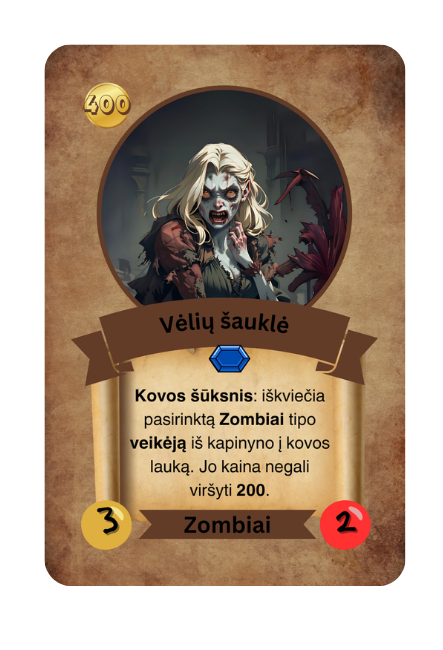 400
Vėlių šauklė
Kovos šūksnis: iškviečia
pasirinktą Zombiai tipo
veikėją iš kapinyno į kovos
lauką. Jo kaina negali
viršyti 200.
3 Zombiai 2